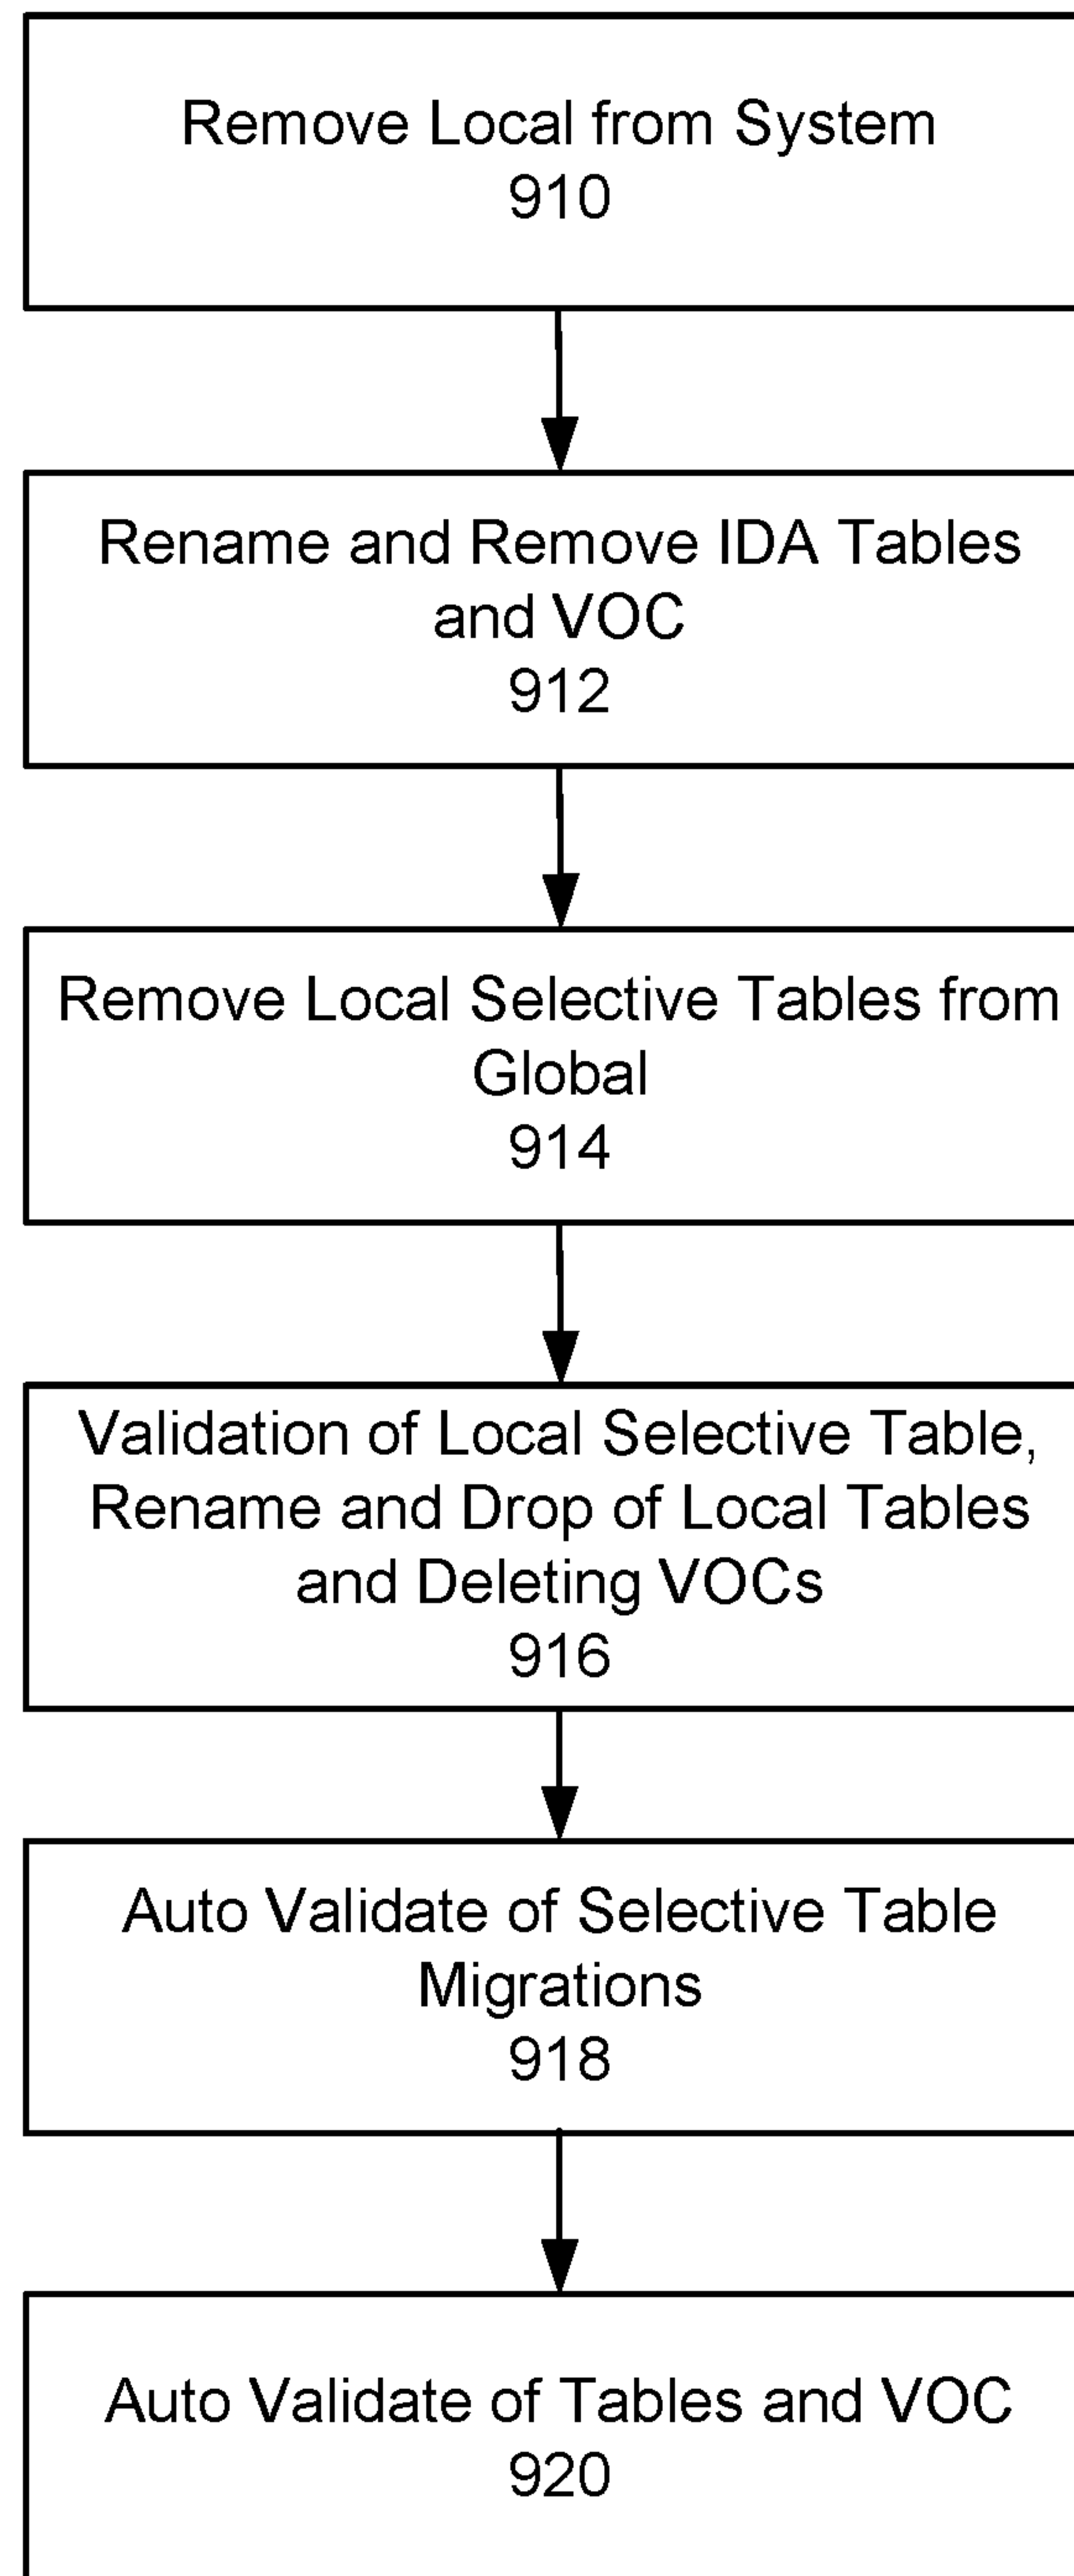 Remove Local from System
910
Rename and Remove IDA Tables
and VOC
912
Remove Local Selective Tables from
Global
914
Validation of Local Selective Table,
Rename and Drop of Local Tables
and Deleting VOCs
916
Auto Validate of Selective Table
Migrations
918
Auto Validate of Tables and VOC
920